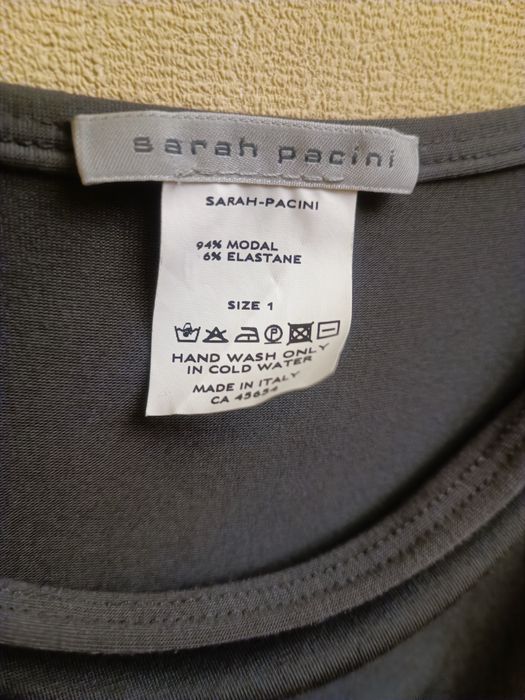 sarah pacini
SARAH-PACINI
94% MODAL
6% ELASTANE
SIZE 1
HAND WASH ONLY
IN COLD WATER
MADE IN ITALY
CA 45654